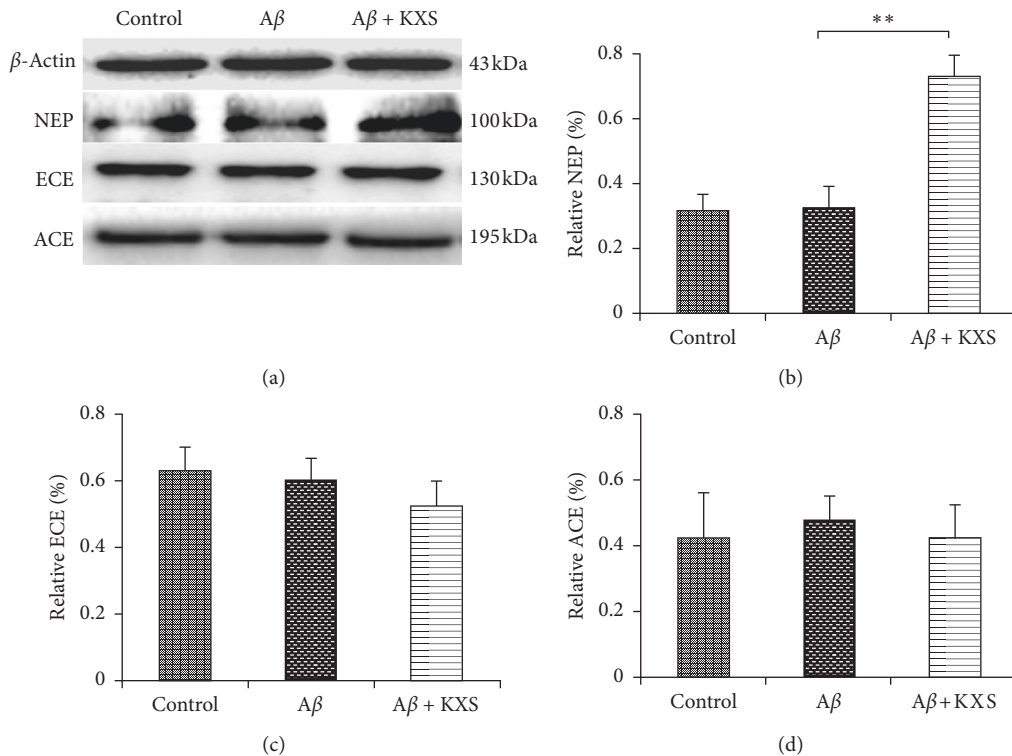 Control Aβ Aβ + KXS
β-Actin 43 kDa
NEP 100 kDa
ECE 130 kDa
ACE 195 kDa
(a)
**
Relative NEP (%)
0.8
0.6
0.4
0.2
0
Control Aβ Aβ + KXS
(b)
Relative ECE (%)
0.8
0.6
0.4
0.2
0
Control Aβ Aβ + KXS
(c)
Relative ACE (%)
0.8
0.6
0.4
0.2
0
Control Aβ Aβ+KXS
(d)